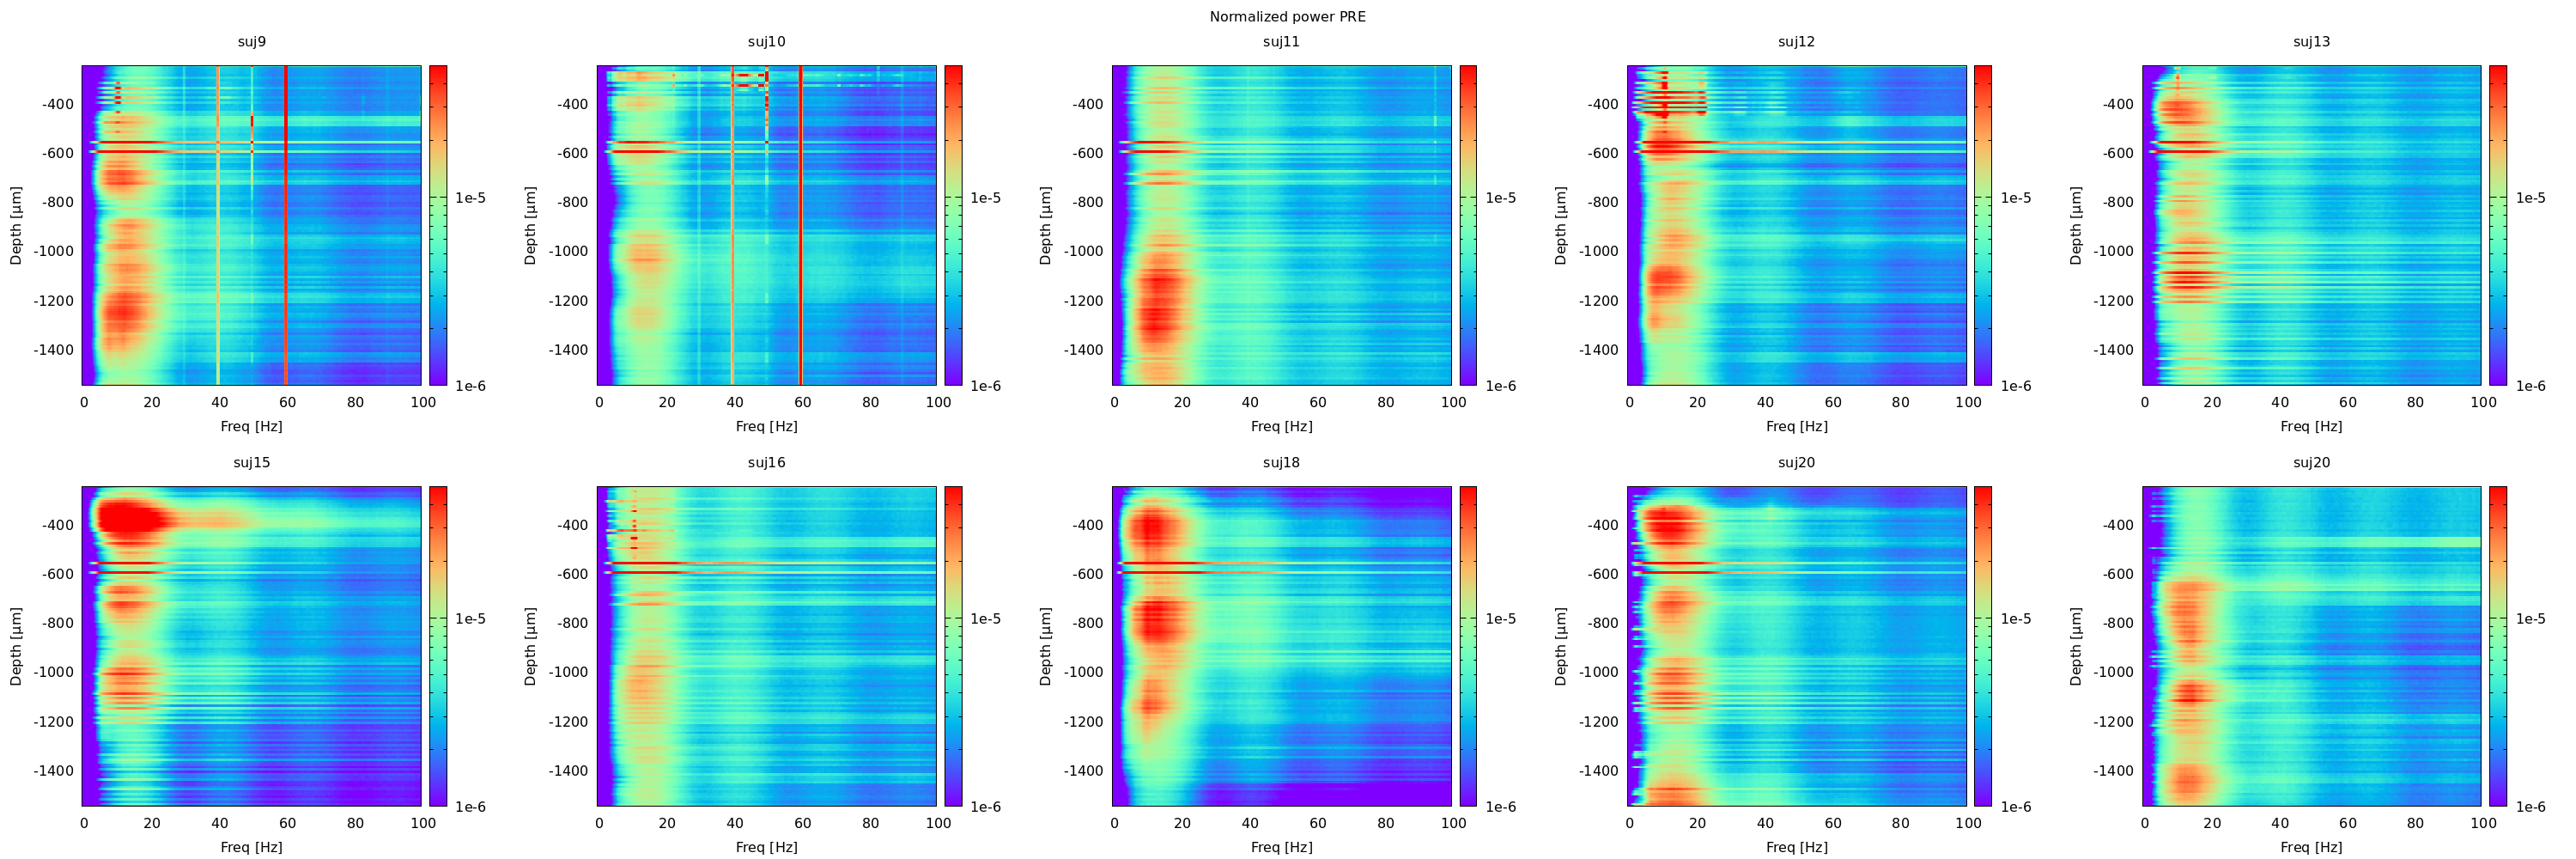 Normalized power PRE
suj9 suj10 suj11 suj12 suj13
Depth [µm] Depth [µm] Depth [µm] Depth [µm] Depth [µm]
-400 -400 -400 -400 -400
-600 -600 -600 -600 -600
-800 1e-5 -800 1e-5 -800 1e-5 -800 1e-5 -800 1e-5
-1000 -1000 -1000 -1000 -1000
-1200 -1200 -1200 -1200 -1200
-1400 -1400 -1400 -1400 -1400
1e-6 1e-6 1e-6 1e-6 1e-6
0 20 40 60 80 100 0 20 40 60 80 100 0 20 40 60 80 100 0 20 40 60 80 100 0 20 40 60 80 100
Freq [Hz] Freq [Hz] Freq [Hz] Freq [Hz] Freq [Hz]
suj15 suj16 suj18 suj20 suj20
Depth [µm] Depth [µm] Depth [µm] Depth [µm] Depth [µm]
-400 -400 -400 -400 -400
-600 -600 -600 -600 -600
-800 1e-5 -800 1e-5 -800 1e-5 -800 1e-5 -800 1e-5
-1000 -1000 -1000 -1000 -1000
-1200 -1200 -1200 -1200 -1200
-1400 -1400 -1400 -1400 -1400
1e-6 1e-6 1e-6 1e-6 1e-6
0 20 40 60 80 100 0 20 40 60 80 100 0 20 40 60 80 100 0 20 40 60 80 100 0 20 40 60 80 100
Freq [Hz] Freq [Hz] Freq [Hz] Freq [Hz] Freq [Hz]